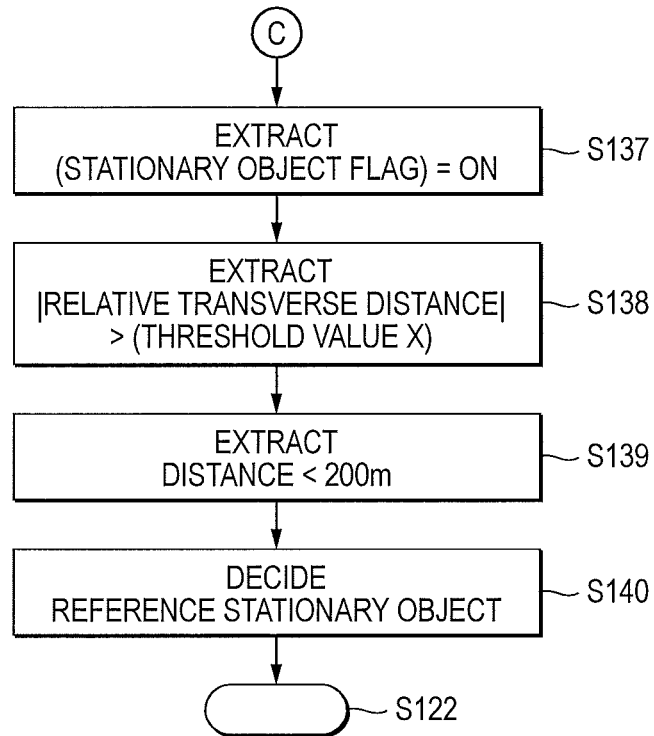 C
EXTRACT
(STATIONARY OBJECT FLAG) = ON
S137
EXTRACT
|RELATIVE TRANSVERSE DISTANCE|
> (THRESHOLD VALUE X)
S138
EXTRACT
DISTANCE < 200m
S139
DECIDE
REFERENCE STATIONARY OBJECT
S140
S122